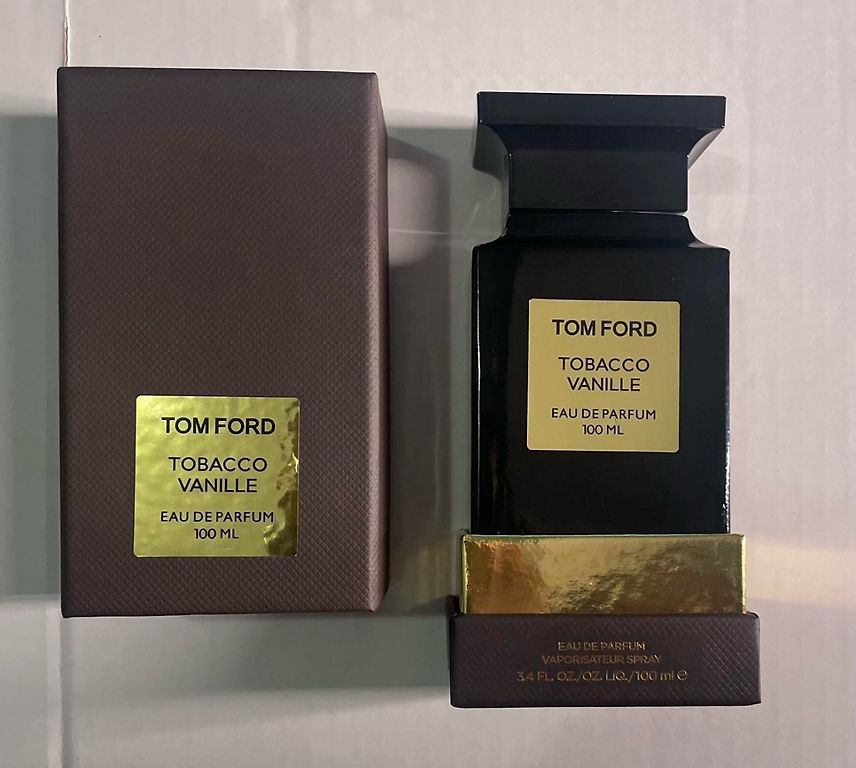 TOM FORD
TOBACCO
VANILLE
EAU DE PARFUM
100 ML
TOM FORD
TOBACCO
VANILLE
EAU DE PARFUM
100 ML
EAU DE PARFUM
VAPORISATEUR SPRAY
3.4 FL. OZ./OZ. LIQ./100 ml ℮